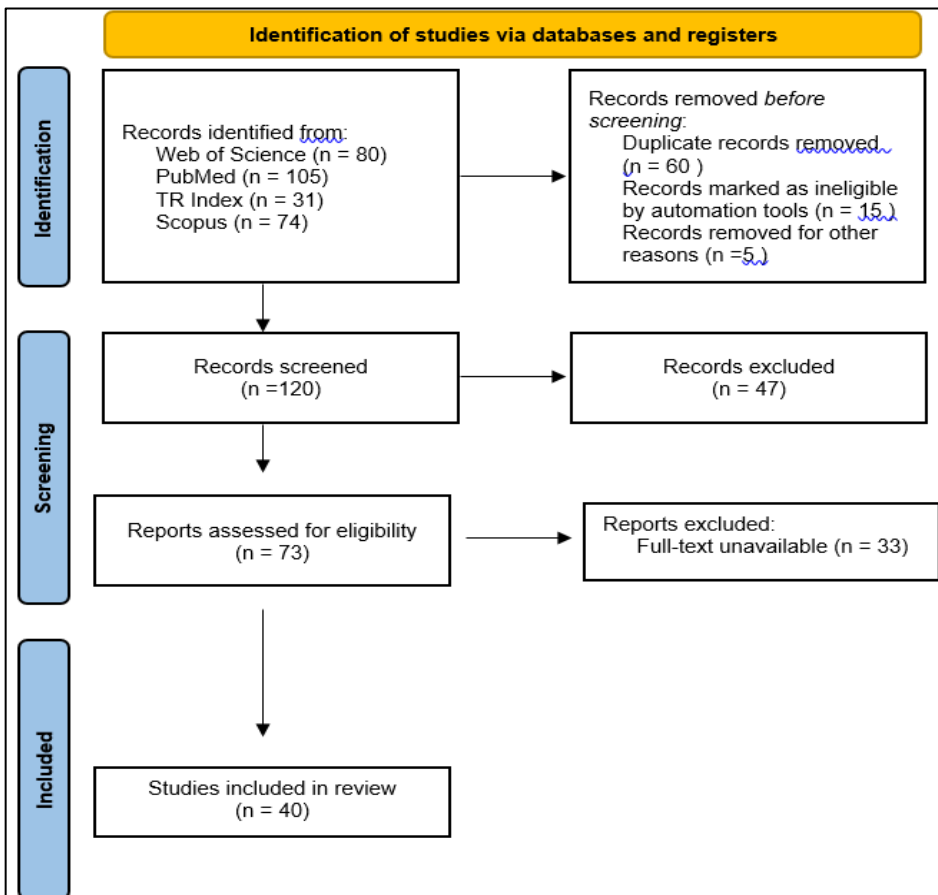 Identification of studies via databases and registers
Identification
Records identified from:
Web of Science (n = 80)
PubMed (n = 105)
TR Index (n = 31)
Scopus (n = 74)
Records removed before
screening:
Duplicate records removed
(n = 60 )
Records marked as ineligible
by automation tools (n = 15 )
Records removed for other
reasons (n =5 )
Screening
Records screened
(n =120)
Records excluded
(n = 47)
Reports assessed for eligibility
(n = 73)
Reports excluded:
Full-text unavailable (n = 33)
Included
Studies included in review
(n = 40)